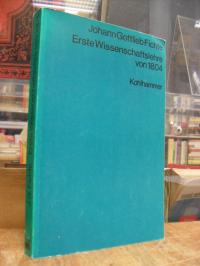 Johann Gottlieb Fichte
Erste Wissenschaftslehre
von 1804
Kohlhammer